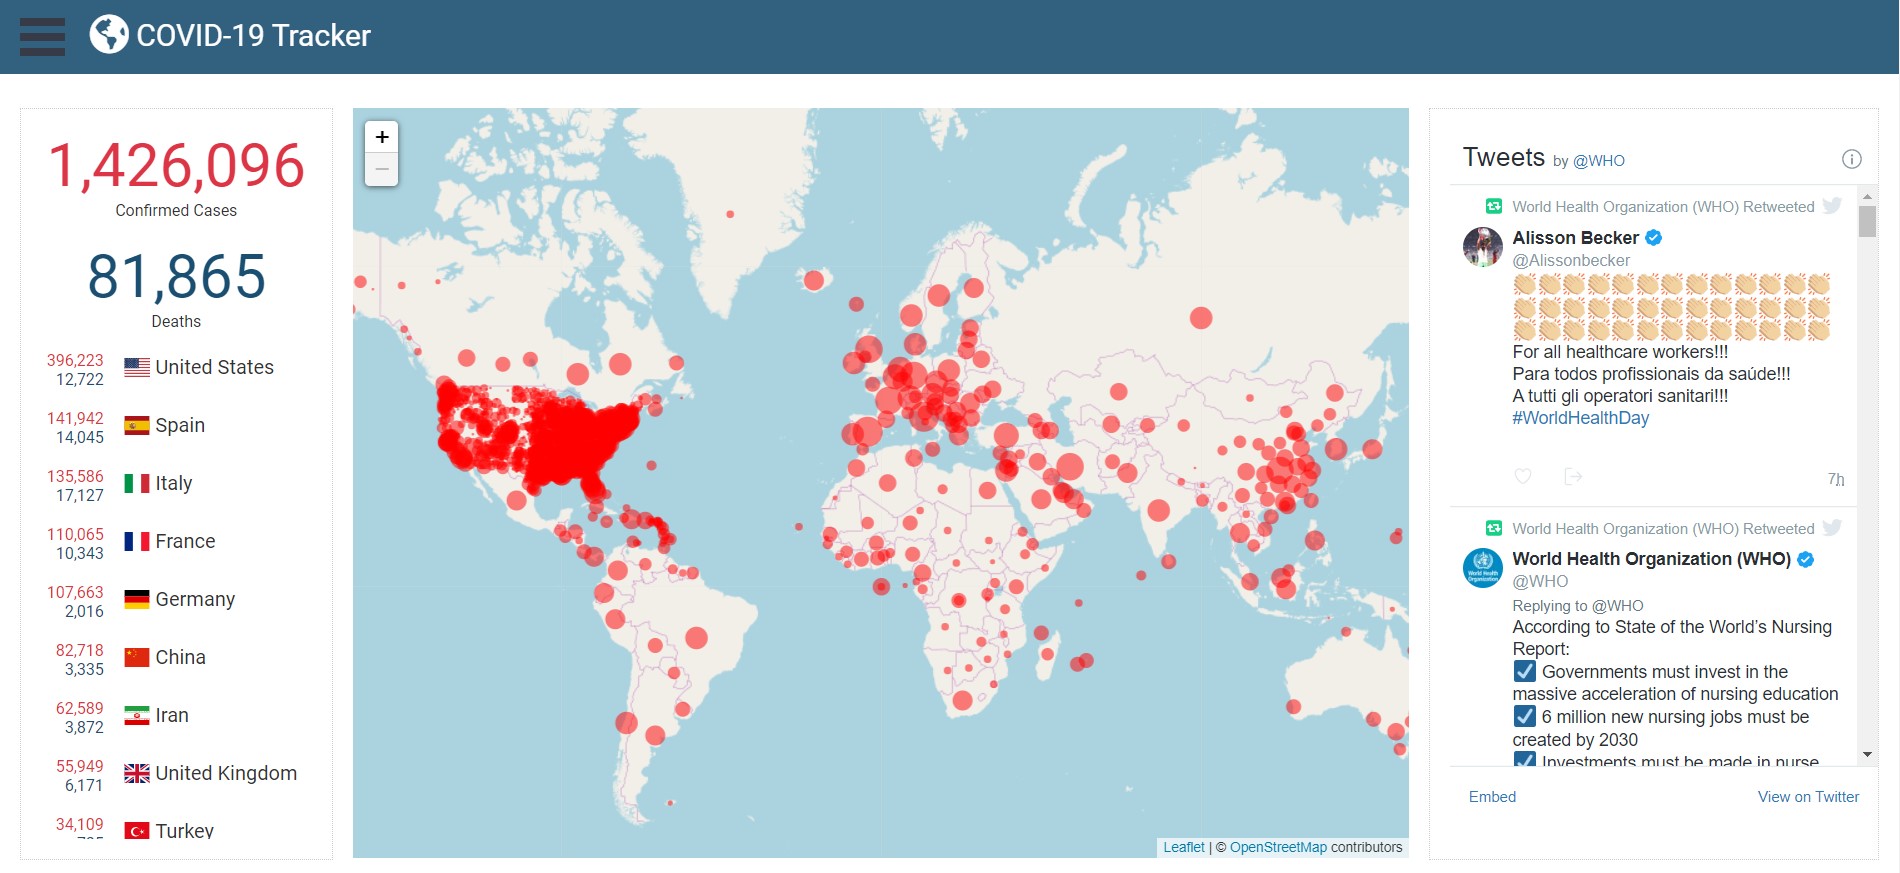 COVID-19 Tracker
1,426,096
Confirmed Cases
81,865
Deaths
396,223
12,722
United States
141,942
14,045
Spain
135,586
17,127
Italy
110,065
10,343
France
107,663
2,016
Germany
82,718
3,335
China
62,589
3,872
Iran
55,949
6,171
United Kingdom
34,109
Turkey
+
−
Leaflet | © OpenStreetMap contributors
Tweets by @WHO
World Health Organization (WHO) Retweeted
Alisson Becker
@Alissonbecker
👏👏👏👏👏👏👏👏👏👏👏👏👏
👏👏👏👏👏👏👏👏👏👏👏👏👏
👏👏👏👏👏👏👏👏👏👏👏👏👏
For all healthcare workers!!!
Para todos profissionais da saúde!!!
A tutti gli operatori sanitari!!!
#WorldHealthDay
7h
World Health Organization (WHO) Retweeted
World Health Organization (WHO)
@WHO
Replying to @WHO
According to State of the World's Nursing
Report:
☑ Governments must invest in the
massive acceleration of nursing education
☑ 6 million new nursing jobs must be
created by 2030
☑ Investments must be made in nurse
Embed
View on Twitter